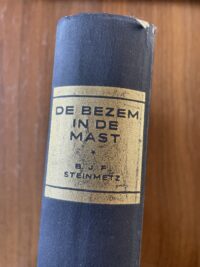 DE BEZEM
IN DE
MAST
B. J. F.
STEINMETZ